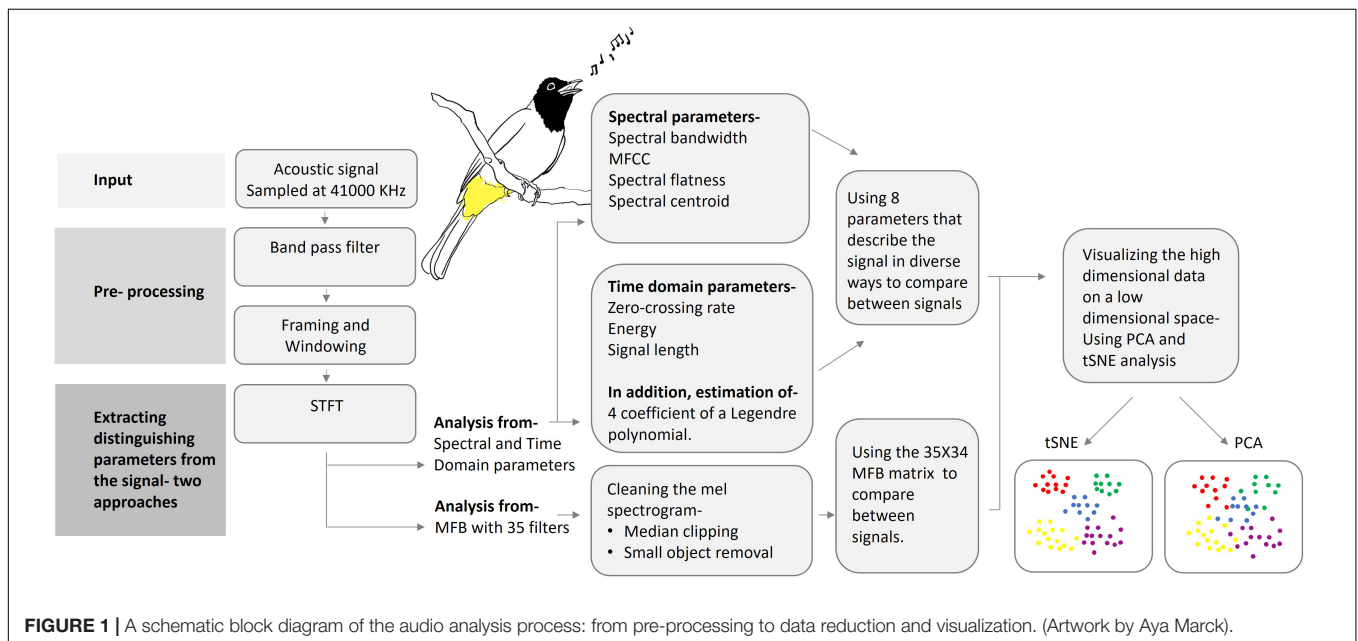 Input
Acoustic signal
Sampled at 41000 KHz
Pre- processing
Band pass filter
Framing and
Windowing
Extracting
distinguishing
parameters from
the signal- two
approaches
STFT
Analysis from-
Spectral and Time
Domain parameters
Analysis from-
MFB with 35 filters
Spectral parameters-
Spectral bandwidth
MFCC
Spectral flatness
Spectral centroid
Time domain parameters-
Zero-crossing rate
Energy
Signal length
In addition, estimation of-
4 coefficient of a Legendre
polynomial.
Cleaning the mel
spectrogram-
• Median clipping
• Small object removal
Using 8
parameters that
describe the
signal in diverse
ways to compare
between signals
Using the 35X34
MFB matrix to
compare
between
signals.
Visualizing the high
dimensional data
on a low
dimensional space-
Using PCA and
tSNE analysis
tSNE
PCA
FIGURE 1 | A schematic block diagram of the audio analysis process: from pre-processing to data reduction and visualization. (Artwork by Aya Marck).